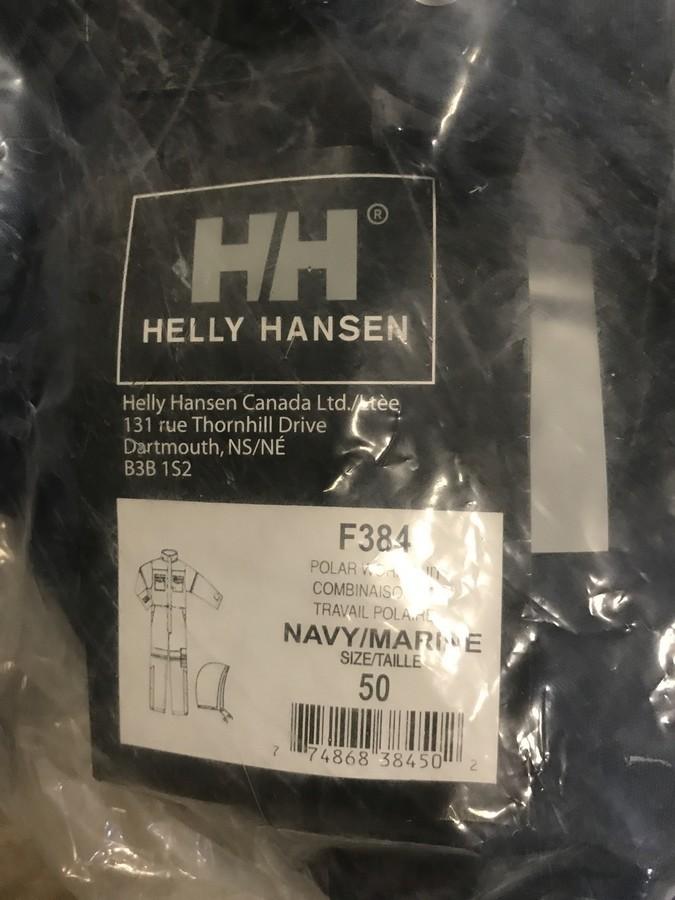 HH®
HELLY HANSEN
Helly Hansen Canada Ltd./Ltèe
131 rue Thornhill Drive
Dartmouth, NS/NÉ
B3B 1S2
F384
POLAR
COMBINAISON
TRAVAIL POLAIRE
NAVY/MARINE
SIZE/TAILLE
50
7 74868 38450 2